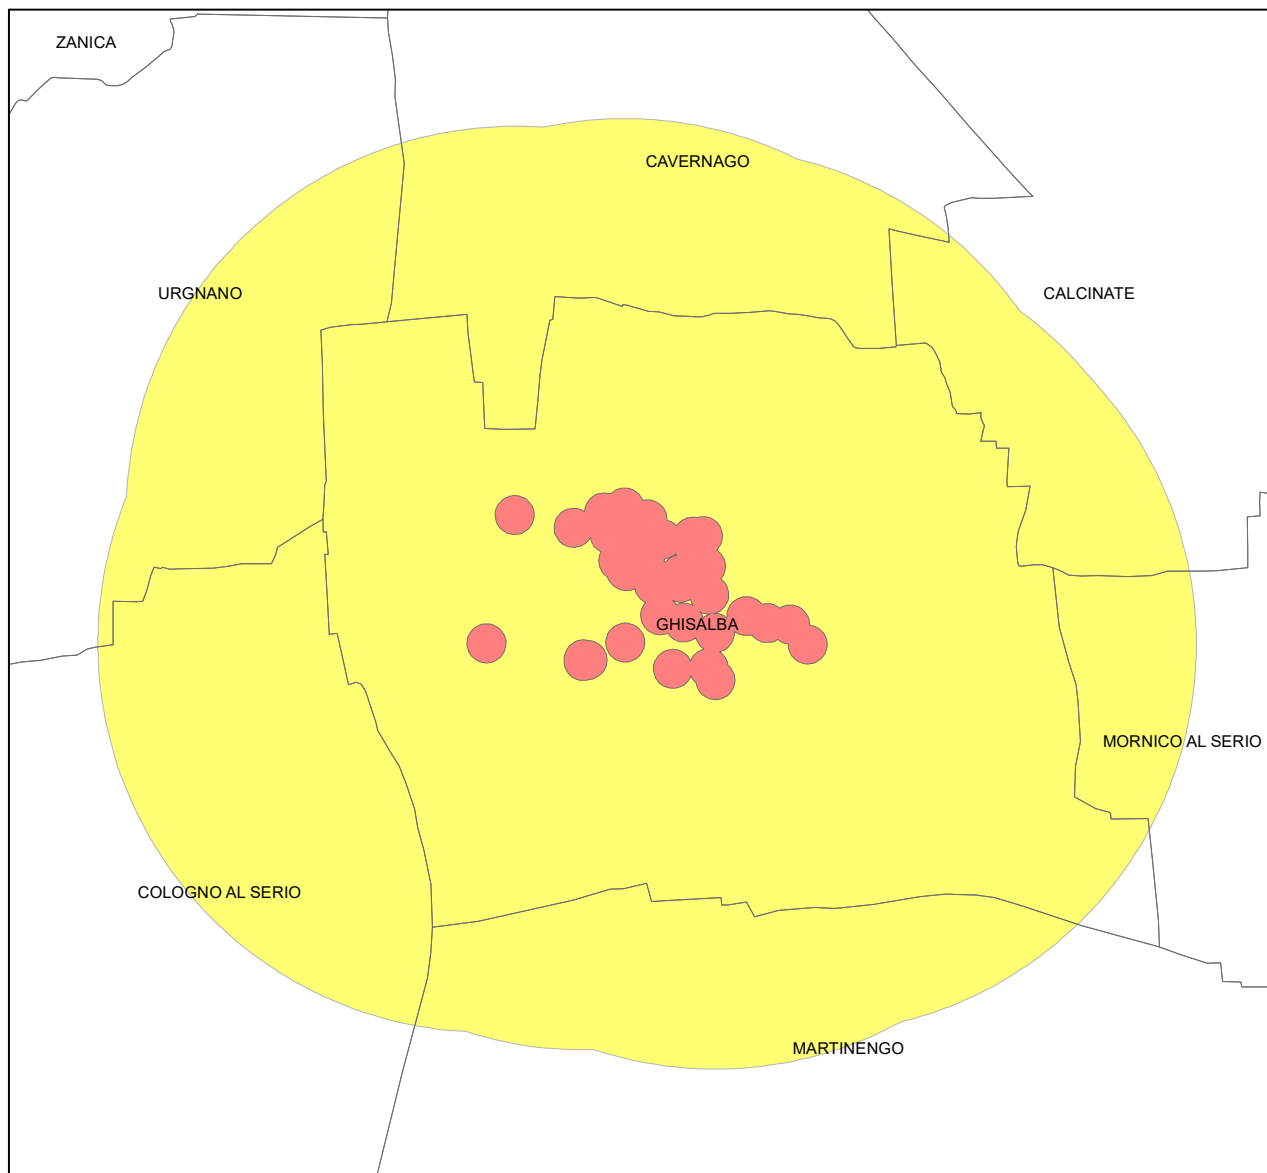 ZANICA
CAVERNAGO
URGNANO
CALCINATE
GHISALBA
MORNICO AL SERIO
COLOGNO AL SERIO
MARTINENGO